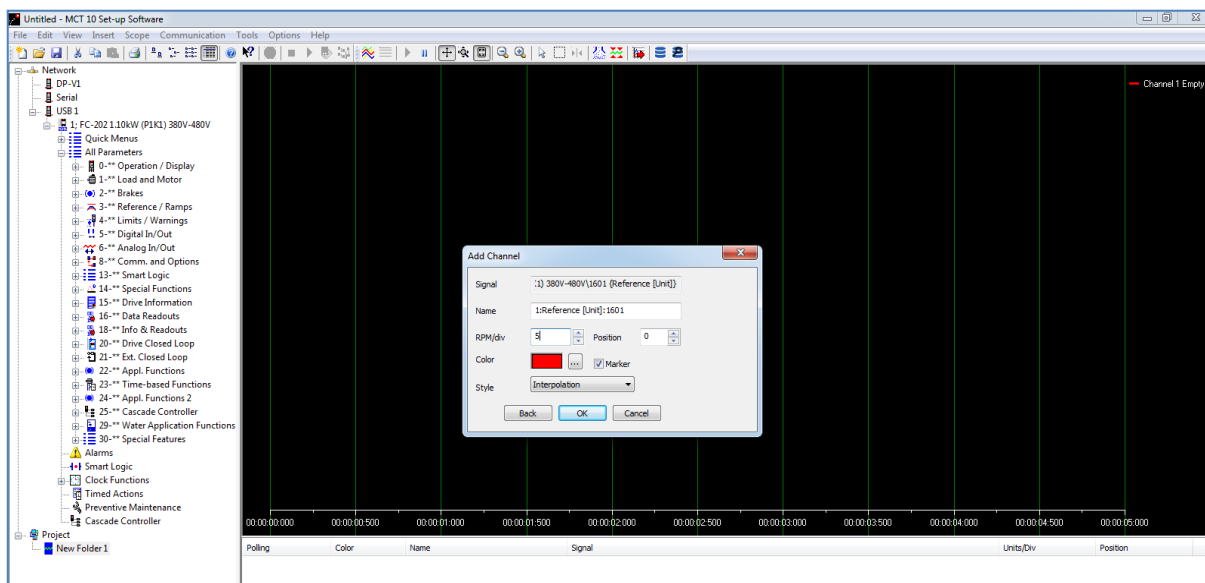 Untitled - MCT 10 Set-up Software
File Edit View Insert Scope Communication Tools Options Help
Network
DP-V1
Serial
USB 1
1; FC-202 1.10kW (P1K1) 380V-480V
Quick Menus
All Parameters
0-** Operation / Display
1-** Load and Motor
2-** Brakes
3-** Reference / Ramps
4-** Limits / Warnings
5-** Digital In/Out
6-** Analog In/Out
8-** Comm. and Options
13-** Smart Logic
14-** Special Functions
15-** Drive Information
16-** Data Readouts
18-** Info & Readouts
20-** Drive Closed Loop
21-** Ext. Closed Loop
22-** Appl. Functions
23-** Time-based Functions
24-** Appl. Functions 2
25-** Cascade Controller
29-** Water Application Functions
30-** Special Features
Alarms
Smart Logic
Clock Functions
Timed Actions
Preventive Maintenance
Cascade Controller
Project
New Folder 1
Channel 1 Empty
Add Channel
Signal :1) 380V-480V\1601 {Reference [Unit]}
Name 1:Reference [Unit]:1601
RPM/div 5 Position 0
Color ... Marker
Style Interpolation
Back OK Cancel
00:00:00:000 00:00:00:500 00:00:01:000 00:00:01:500 00:00:02:000 00:00:02:500 00:00:03:000 00:00:03:500 00:00:04:000 00:00:04:500 00:00:05:000
Polling Color Name Signal Units/Div Position